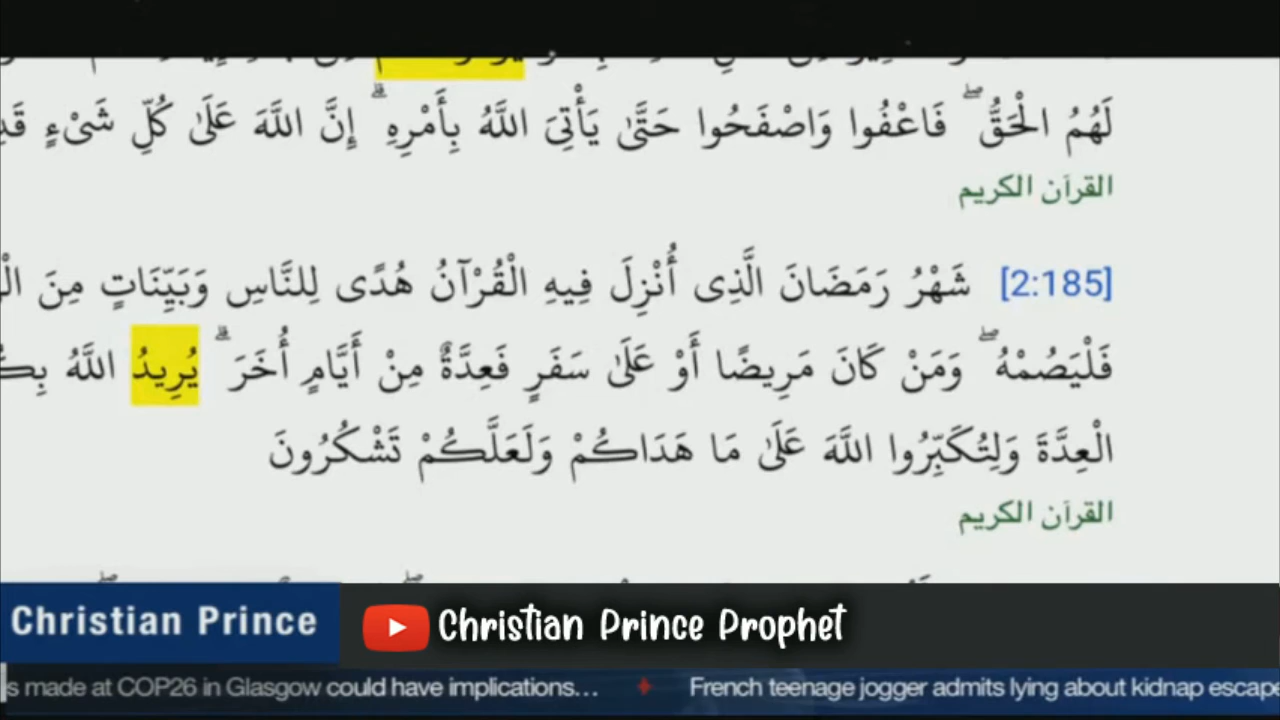 لَهُمُ الْحَقُّ ۖ فَاعْفُوا وَاصْفَحُوا حَتَّىٰ يَأْتِىَ اللَّهُ بِأَمْرِهِ ۗ إِنَّ اللَّهَ عَلَىٰ كُلِّ شَىْءٍ
القرآن الكريم
[2:185] شَهْرُ رَمَضَانَ الَّذِى أُنْزِلَ فِيهِ الْقُرْآنُ هُدًى لِلنَّاسِ وَبَيِّنَاتٍ مِنَ
فَلْيَصُمْهُ ۖ وَمَنْ كَانَ مَرِيضًا أَوْ عَلَىٰ سَفَرٍ فَعِدَّةٌ مِنْ أَيَّامٍ أُخَرَ ۗ يُرِيدُ اللَّهُ
الْعِدَّةَ وَلِتُكَبِّرُوا اللَّهَ عَلَىٰ مَا هَدَاكُمْ وَلَعَلَّكُمْ تَشْكُرُونَ
القرآن الكريم
Christian Prince
Christian Prince Prophet
s made at COP26 in Glasgow could have implications... French teenage jogger admits lying about kidnap escape